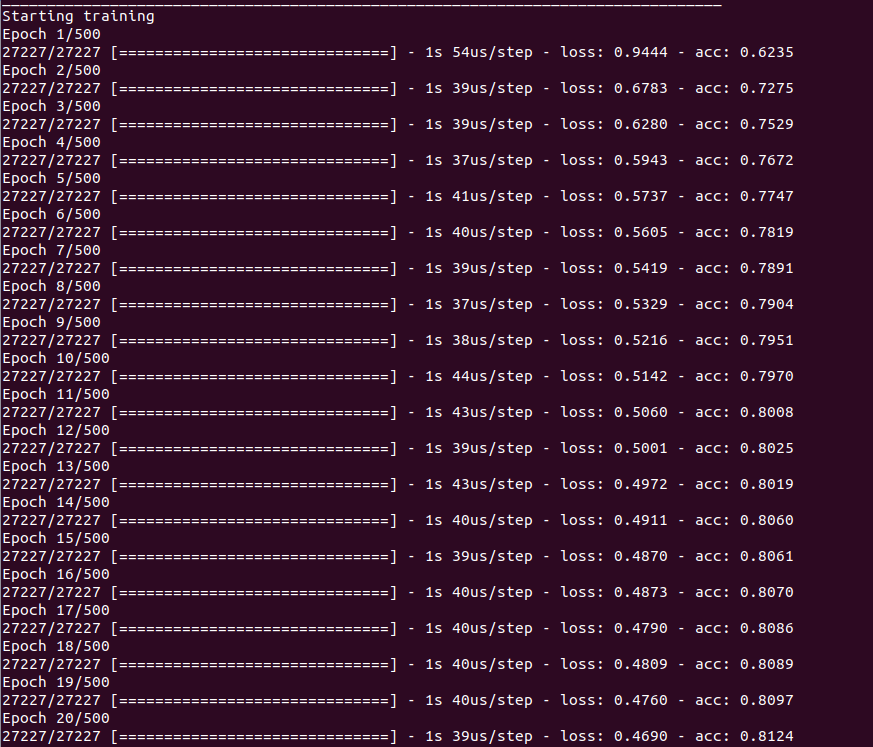 Starting training
Epoch 1/500
27227/27227 [==============================] - 1s 54us/step - loss: 0.9444 - acc: 0.6235
Epoch 2/500
27227/27227 [==============================] - 1s 39us/step - loss: 0.6783 - acc: 0.7275
Epoch 3/500
27227/27227 [==============================] - 1s 39us/step - loss: 0.6280 - acc: 0.7529
Epoch 4/500
27227/27227 [==============================] - 1s 37us/step - loss: 0.5943 - acc: 0.7672
Epoch 5/500
27227/27227 [==============================] - 1s 41us/step - loss: 0.5737 - acc: 0.7747
Epoch 6/500
27227/27227 [==============================] - 1s 40us/step - loss: 0.5605 - acc: 0.7819
Epoch 7/500
27227/27227 [==============================] - 1s 39us/step - loss: 0.5419 - acc: 0.7891
Epoch 8/500
27227/27227 [==============================] - 1s 37us/step - loss: 0.5329 - acc: 0.7904
Epoch 9/500
27227/27227 [==============================] - 1s 38us/step - loss: 0.5216 - acc: 0.7951
Epoch 10/500
27227/27227 [==============================] - 1s 44us/step - loss: 0.5142 - acc: 0.7970
Epoch 11/500
27227/27227 [==============================] - 1s 43us/step - loss: 0.5060 - acc: 0.8008
Epoch 12/500
27227/27227 [==============================] - 1s 39us/step - loss: 0.5001 - acc: 0.8025
Epoch 13/500
27227/27227 [==============================] - 1s 43us/step - loss: 0.4972 - acc: 0.8019
Epoch 14/500
27227/27227 [==============================] - 1s 40us/step - loss: 0.4911 - acc: 0.8060
Epoch 15/500
27227/27227 [==============================] - 1s 39us/step - loss: 0.4870 - acc: 0.8061
Epoch 16/500
27227/27227 [==============================] - 1s 40us/step - loss: 0.4873 - acc: 0.8070
Epoch 17/500
27227/27227 [==============================] - 1s 40us/step - loss: 0.4790 - acc: 0.8086
Epoch 18/500
27227/27227 [==============================] - 1s 40us/step - loss: 0.4809 - acc: 0.8089
Epoch 19/500
27227/27227 [==============================] - 1s 40us/step - loss: 0.4760 - acc: 0.8097
Epoch 20/500
27227/27227 [==============================] - 1s 39us/step - loss: 0.4690 - acc: 0.8124